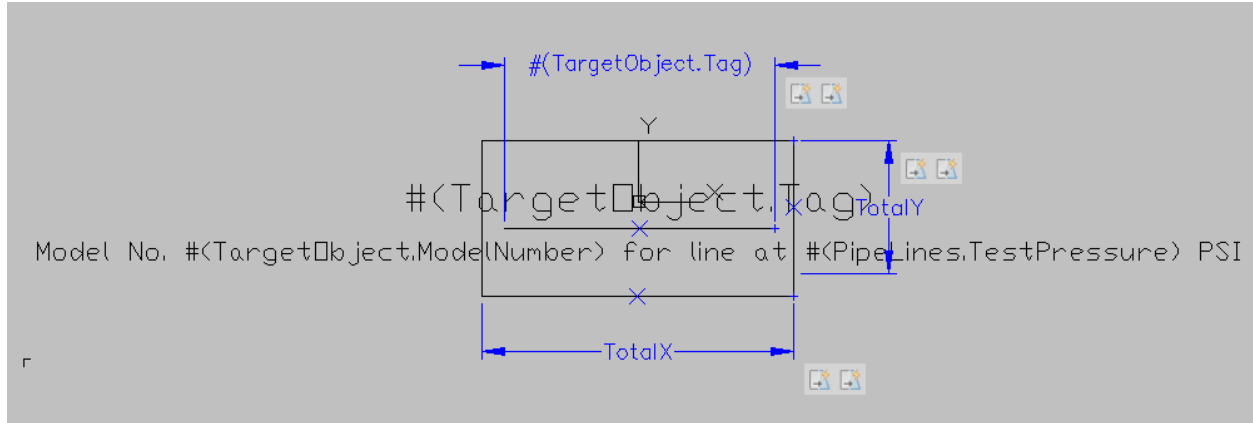 #(TargetObject.Tag)
Y
#(TargetObject.Tag)
X
TotalY
Model No. #(TargetObject.ModelNumber) for line at #(PipeLines.TestPressure) PSI
TotalX